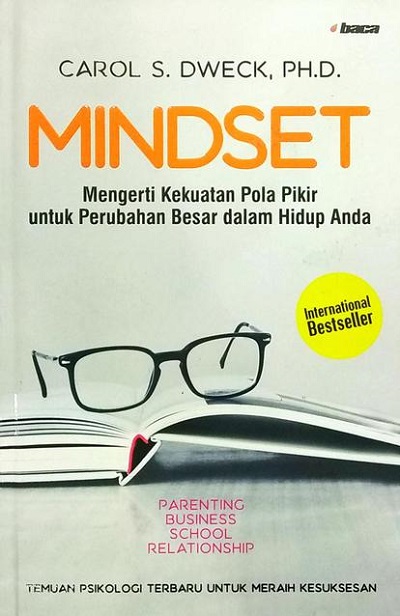 baca
CAROL S. DWECK, PH.D.
MINDSET
Mengerti Kekuatan Pola Pikir
untuk Perubahan Besar dalam Hidup Anda
International
Bestseller
PARENTING
BUSINESS
SCHOOL
RELATIONSHIP
TEMUAN PSIKOLOGI TERBARU UNTUK MERAIH KESUKSESAN